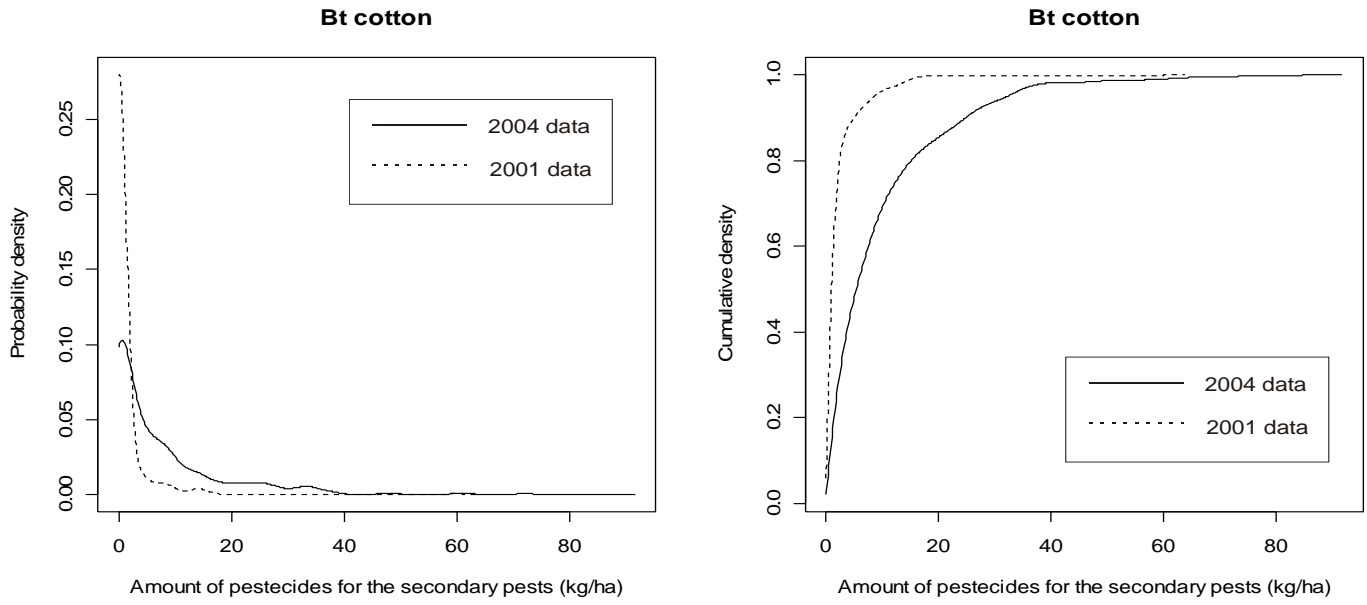 Bt cotton
Probability density
0.25
0.20
0.15
0.10
0.05
0.00
2004 data
2001 data
0 20 40 60 80
Amount of pestecides for the secondary pests (kg/ha)
Bt cotton
Cumulative density
1.0
0.8
0.6
0.4
0.2
0.0
2004 data
2001 data
0 20 40 60 80
Amount of pestecides for the secondary pests (kg/ha)